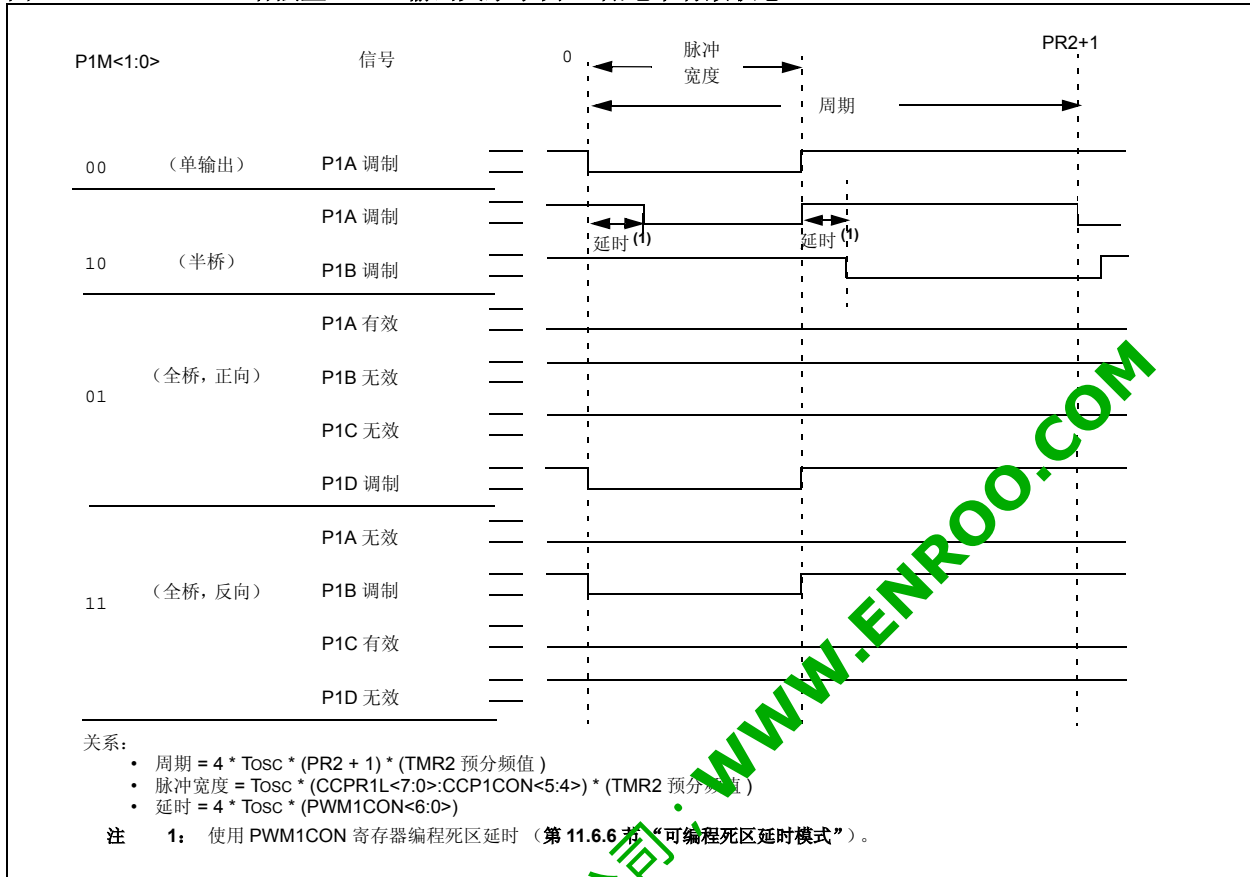 P1M<1:0>
信号
0
脉冲
宽度
PR2+1
周期
00 （单输出） P1A 调制
P1A 调制
延时(1) 延时(1)
10 （半桥） P1B 调制
P1A 有效
（全桥，正向） P1B 无效
01
P1C 无效
P1D 调制
P1A 无效
（全桥，反向） P1B 调制
11
P1C 有效
P1D 无效
关系：
• 周期 = 4 * TOSC * (PR2 + 1) * (TMR2 预分频值 )
• 脉冲宽度 = TOSC * (CCPR1L<7:0>:CCP1CON<5:4>) * (TMR2 预分频值 )
• 延时 = 4 * TOSC * (PWM1CON<6:0>)
注 1： 使用 PWM1CON 寄存器编程死区延时 （第 11.6.6 节 “可编程死区延时模式”）。
公司；WWW.ENROO.COM